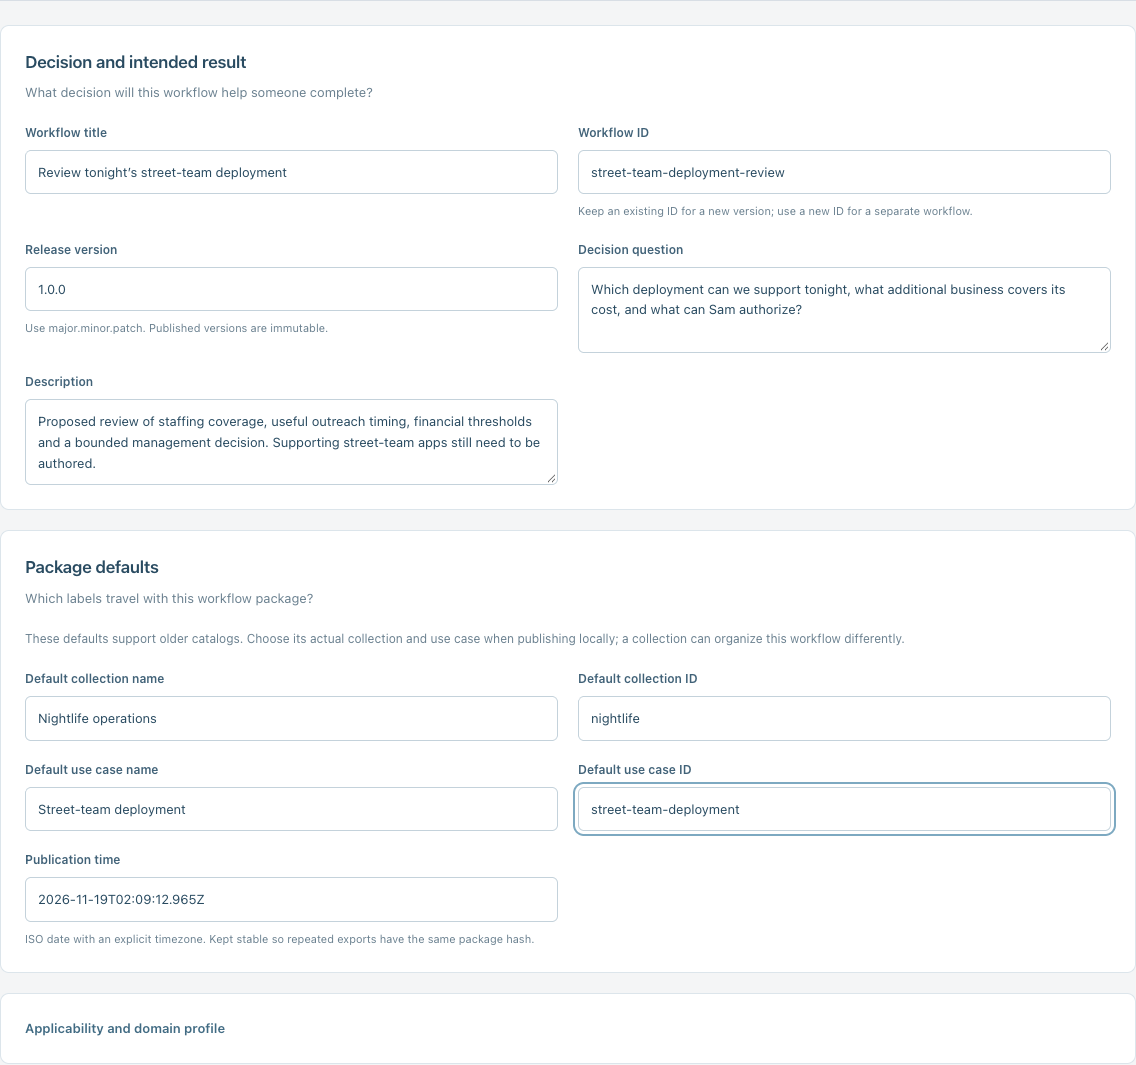 Decision and intended result
What decision will this workflow help someone complete?
Workflow title
Workflow ID
Review tonight's street-team deployment
street-team-deployment-review
Keep an existing ID for a new version; use a new ID for a separate workflow.
Release version
Decision question
1.0.0
Which deployment can we support tonight, what additional business covers its
cost, and what can Sam authorize?
Use major.minor.patch. Published versions are immutable.
Description
Proposed review of staffing coverage, useful outreach timing, financial thresholds
and a bounded management decision. Supporting street-team apps still need to be
authored.
Package defaults
Which labels travel with this workflow package?
These defaults support older catalogs. Choose its actual collection and use case when publishing locally; a collection can organize this workflow differently.
Default collection name
Default collection ID
Nightlife operations
nightlife
Default use case name
Default use case ID
Street-team deployment
street-team-deployment
Publication time
2026-11-19T02:09:12.965Z
ISO date with an explicit timezone. Kept stable so repeated exports have the same package hash.
Applicability and domain profile